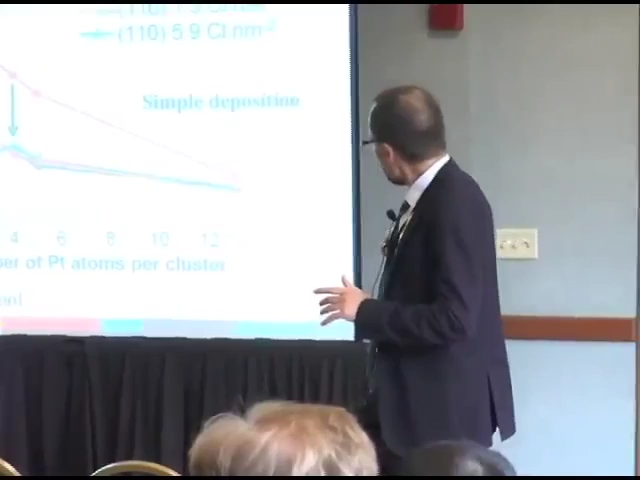 (110) 5.9 Cl nm-2
Simple deposition
4 6 8 10 12
of Pt atoms per cluster